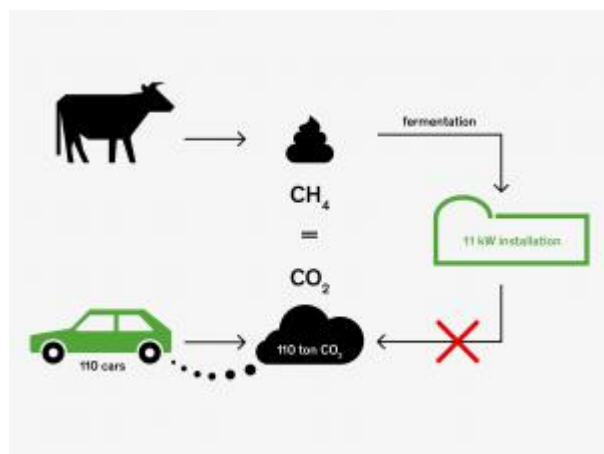 fermentation
CH₄
=
11 kW installation
CO₂
110 ton CO₂
110 cars